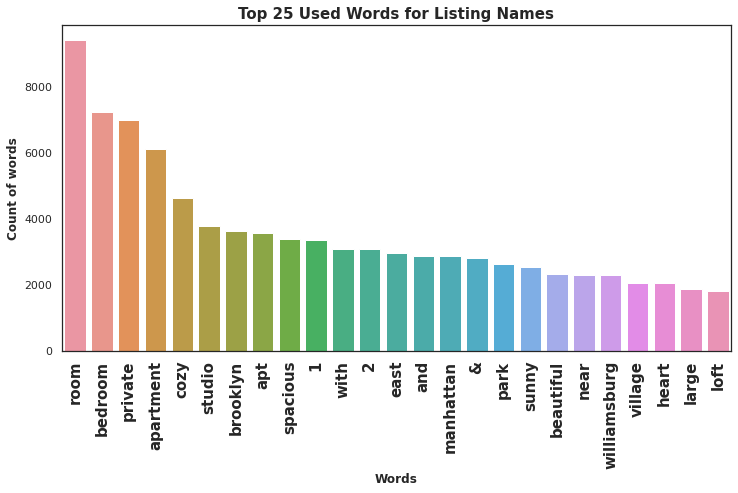 Top 25 Used Words for Listing Names
Count of words
8000
6000
4000
2000
0
room
bedroom
private
apartment
cozy
studio
brooklyn
apt
spacious
1
with
2
east
and
manhattan
&
park
sunny
beautiful
near
williamsburg
village
heart
large
loft
Words